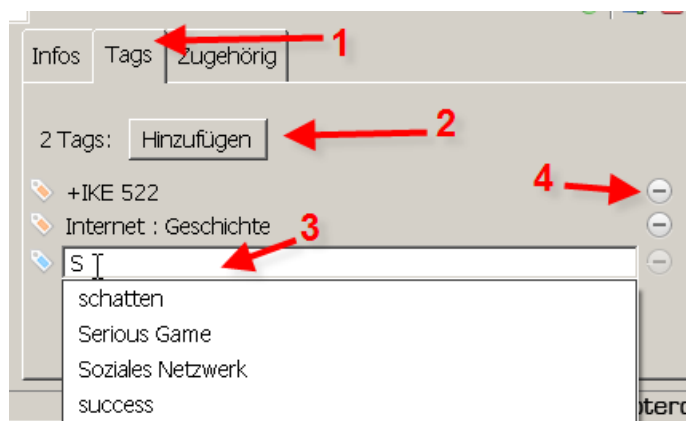 Infos Tags Zugehörig 1
2 Tags: Hinzufügen 2
+IKE 522 4
Internet : Geschichte 3
S
schatten
Serious Game
Soziales Netzwerk
success